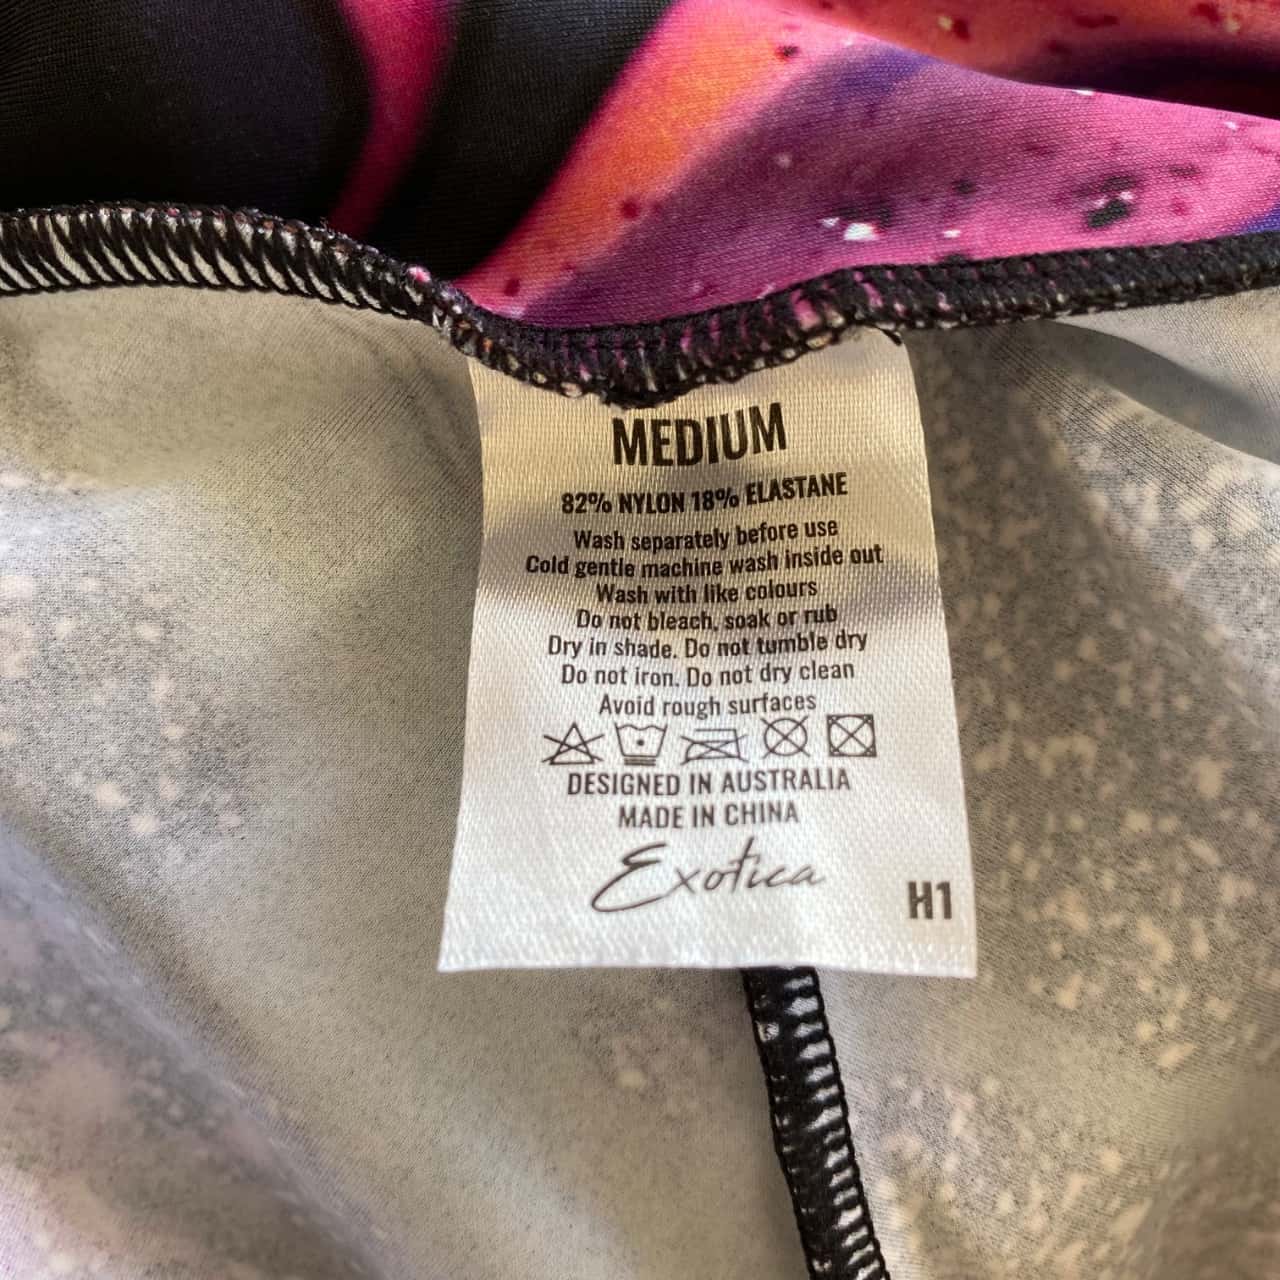 MEDIUM
82% NYLON 18% ELASTANE
Wash separately before use
Cold gentle machine wash inside out
Wash with like colours
Do not bleach, soak or rub
Dry in shade. Do not tumble dry
Do not iron. Do not dry clean
Avoid rough surfaces
DESIGNED IN AUSTRALIA
MADE IN CHINA
Exotica
H1